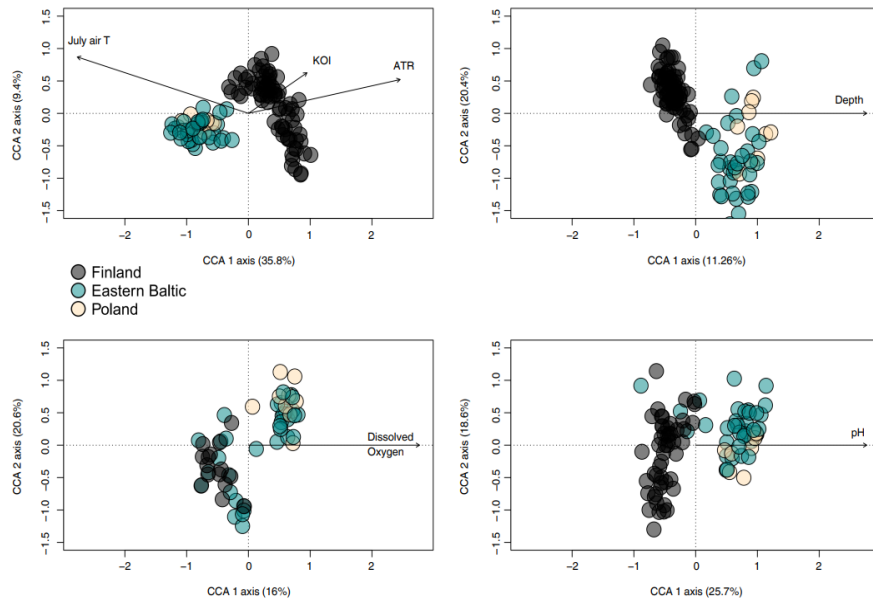 1.5
1.0
0.5
0.0
-0.5
-1.0
-1.5
CCA 2 axis (9.4%)
July air T
KOI
ATR
-2
-1
0
1
2
CCA 1 axis (35.8%)
1.5
1.0
0.5
0.0
-0.5
-1.0
-1.5
CCA 2 axis (20.4%)
Depth
-2
-1
0
1
2
CCA 1 axis (11.26%)
Finland
Eastern Baltic
Poland
1.5
1.0
0.5
0.0
-0.5
-1.0
-1.5
CCA 2 axis (20.6%)
Dissolved
Oxygen
-2
-1
0
1
2
CCA 1 axis (16%)
1.5
1.0
0.5
0.0
-0.5
-1.0
-1.5
CCA 2 axis (18.6%)
pH
-2
-1
0
1
2
CCA 1 axis (25.7%)